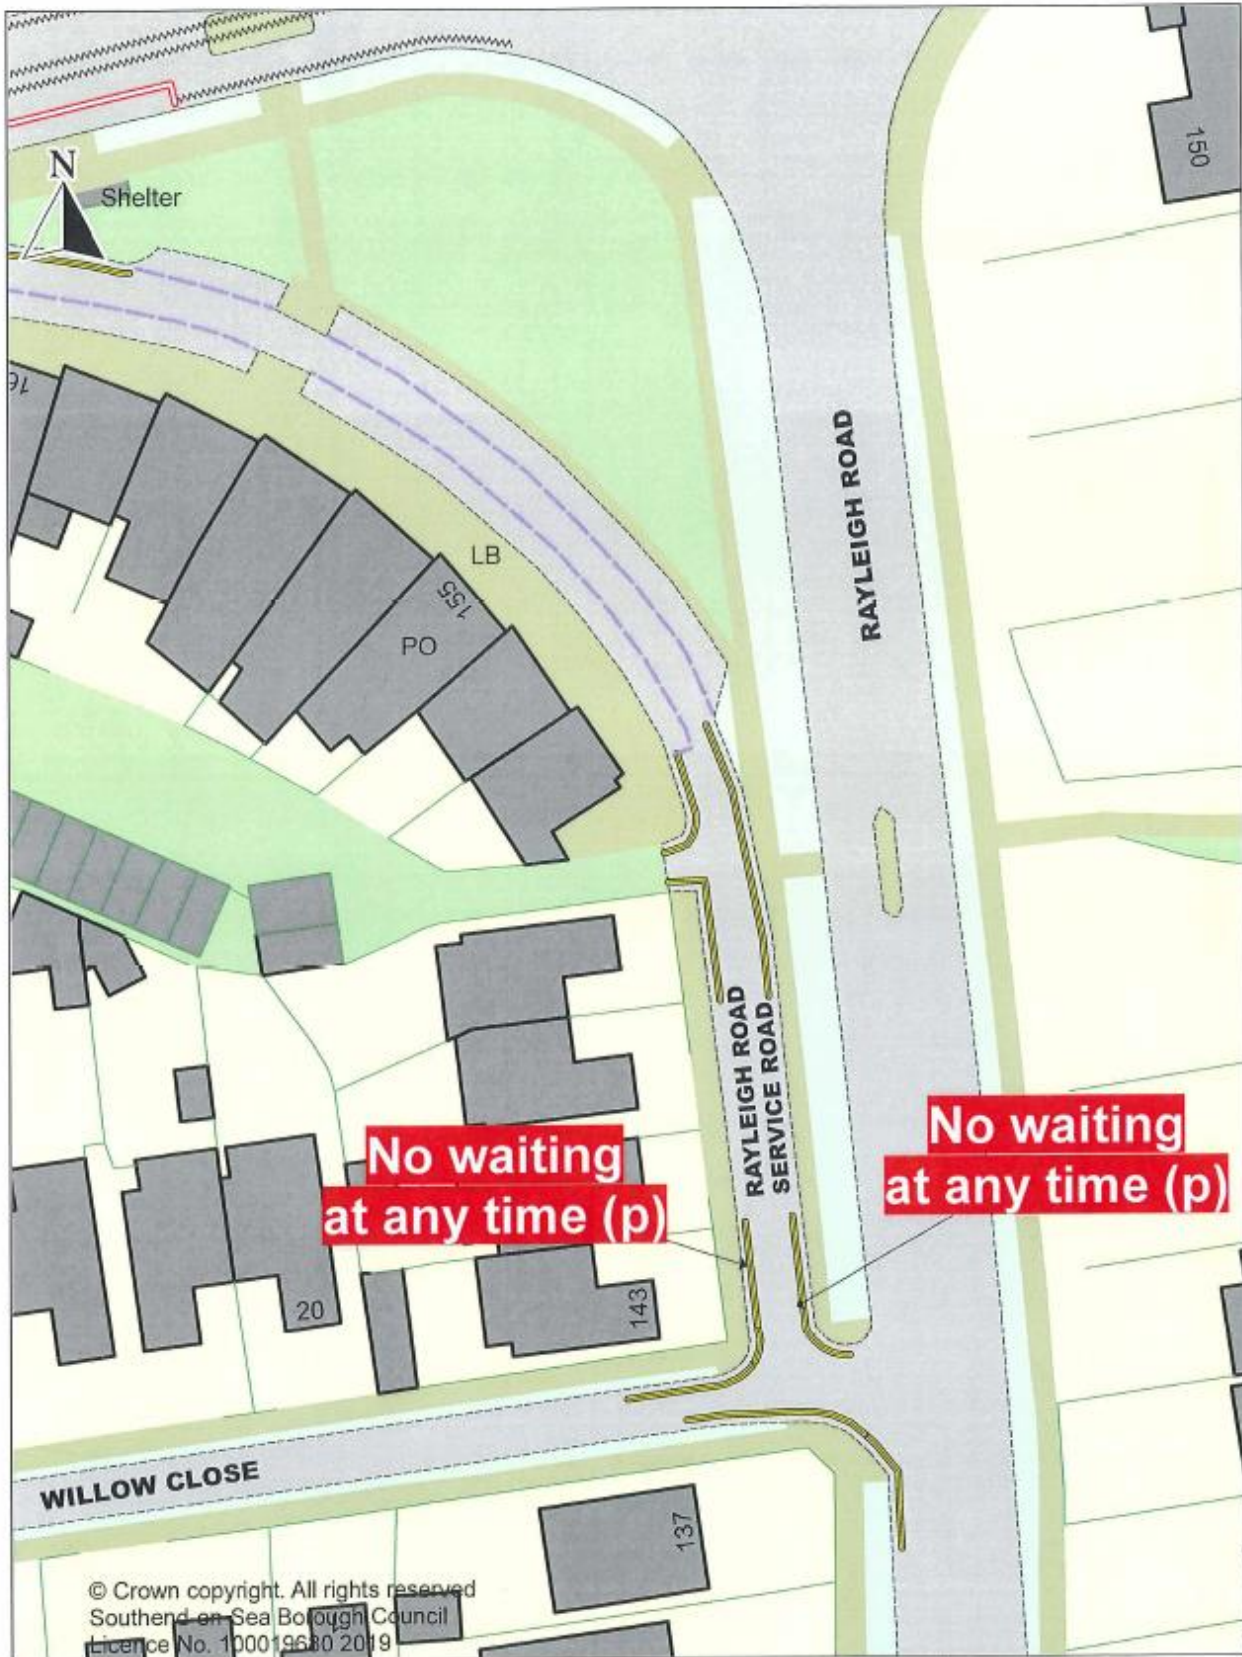 150
N
Shelter
RAYLEIGH ROAD
LB
155
PO
RAYLEIGH ROAD
SERVICE ROAD
No waiting
at any time (p)
No waiting
at any time (p)
20
143
WILLOW CLOSE
137
© Crown copyright. All rights reserved
Southend-on-Sea Borough Council
Licence No. 100019680 2019